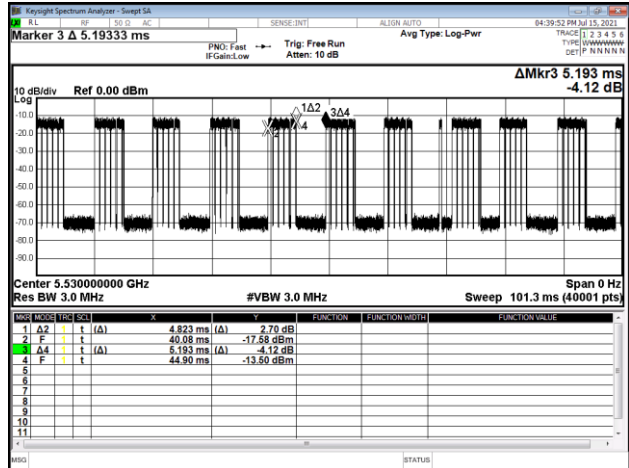 Keysight Spectrum Analyzer - Swept SA
RL RF 50 Ω AC SENSE:INT ALIGN AUTO 04:39:52 PM Jul 15, 2021
Marker 3 Δ 5.19333 ms
Avg Type: Log-Pwr
TRACE 1 2 3 4 5 6
TYPE WWWWWW
DET P NNNNN
PNO: Fast Trig: Free Run
IFGain:Low Atten: 10 dB
ΔMkr3 5.193 ms
-4.12 dB
10 dB/div Ref 0.00 dBm
Log
1Δ2
3Δ4
-10.0
-20.0
2
4
-30.0
-40.0
-50.0
-60.0
-70.0
-80.0
-90.0
Center 5.530000000 GHz Span 0 Hz
Res BW 3.0 MHz #VBW 3.0 MHz Sweep 101.3 ms (40001 pts)
MKR MODE TRC SCL X Y FUNCTION FUNCTION WIDTH FUNCTION VALUE
1 Δ2 1 t (Δ) 4.823 ms (Δ) 2.70 dB
2 F 1 t 40.08 ms -17.58 dBm
3 Δ4 1 t (Δ) 5.193 ms (Δ) -4.12 dB
4 F 1 t 44.90 ms -13.50 dBm
5
6
7
8
9
10
11
MSG STATUS